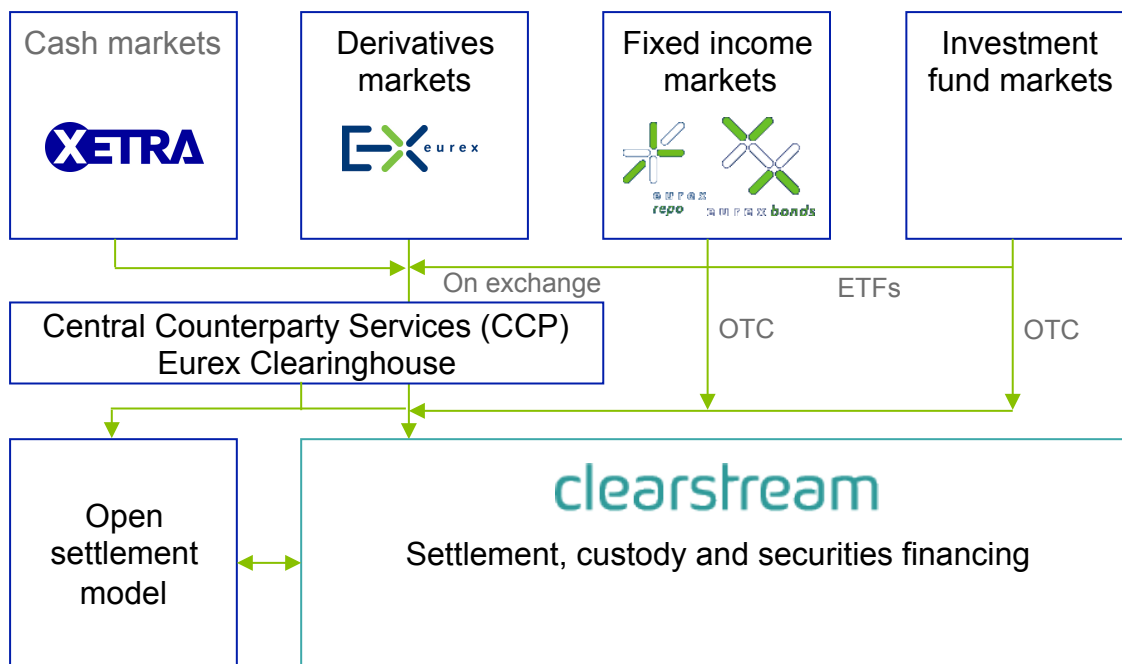 Cash markets
XETRA
Derivatives
markets
eurex
Fixed income
markets
eurex
repo
eurex bonds
Investment
fund markets
On exchange
ETFs
Central Counterparty Services (CCP)
Eurex Clearinghouse
OTC
OTC
Open
settlement
model
clearstream
Settlement, custody and securities financing